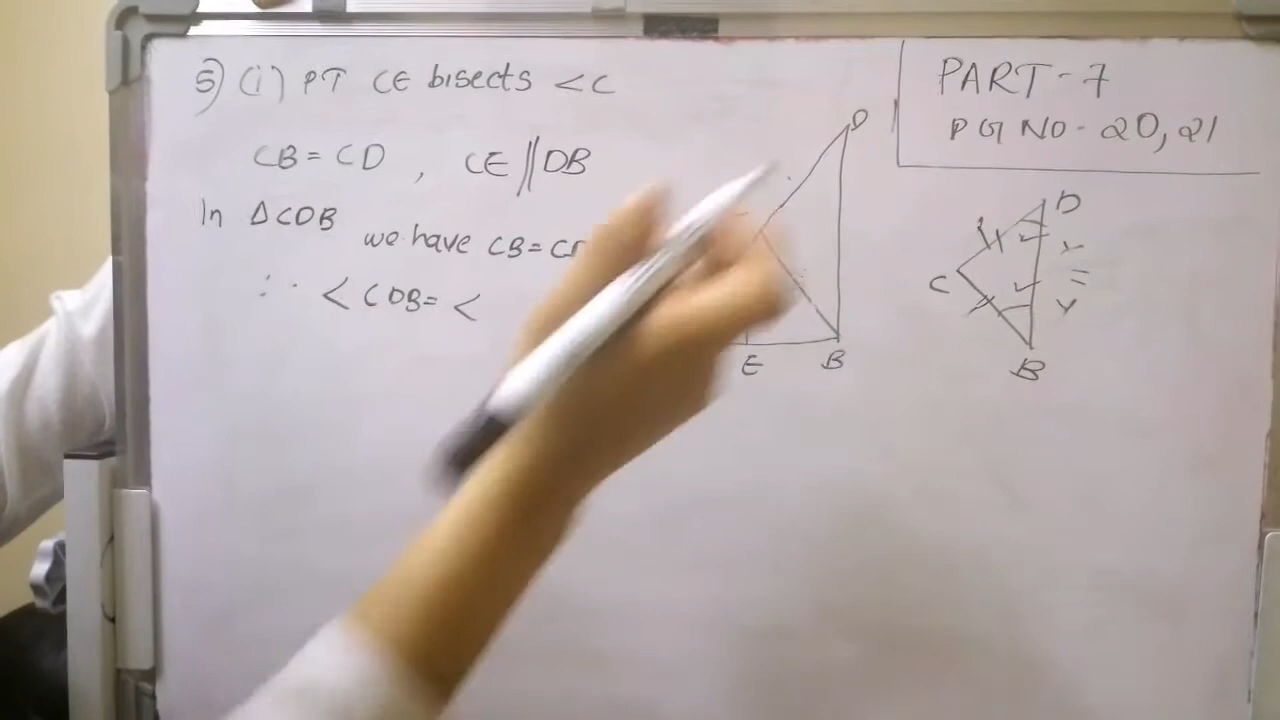 5) (i) PT CE bisects <C
CB = CD , CE || DB
In ΔCDB
we have CB = CD
∴ < CDB = <
D
E
B
PART-7
PG NO - 20, 21
D
C
B